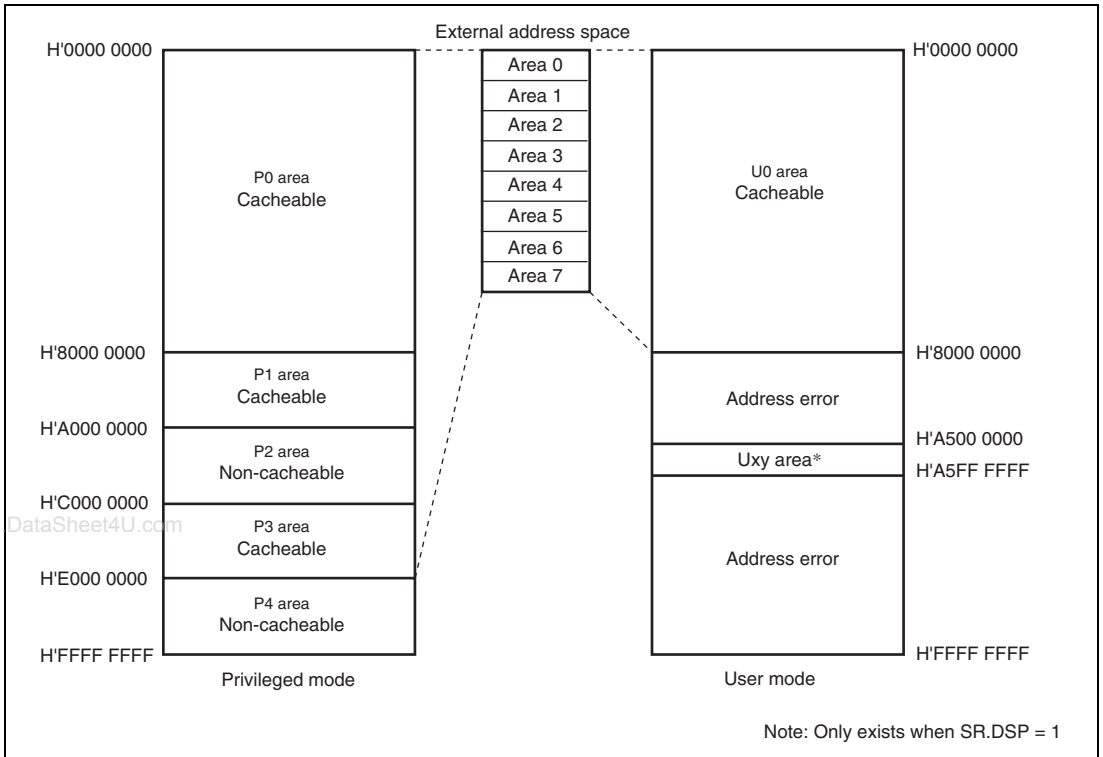 External address space
H'0000 0000
H'0000 0000
Area 0
Area 1
Area 2
Area 3
Area 4
Area 5
Area 6
Area 7
P0 area
Cacheable
U0 area
Cacheable
H'8000 0000
H'8000 0000
P1 area
Cacheable
Address error
H'A000 0000
H'A500 0000
P2 area
Non-cacheable
Uxy area*
H'A5FF FFFF
H'C000 0000
DataSheet4U.com
P3 area
Cacheable
Address error
H'E000 0000
P4 area
Non-cacheable
H'FFFF FFFF
H'FFFF FFFF
Privileged mode
User mode
Note: Only exists when SR.DSP = 1